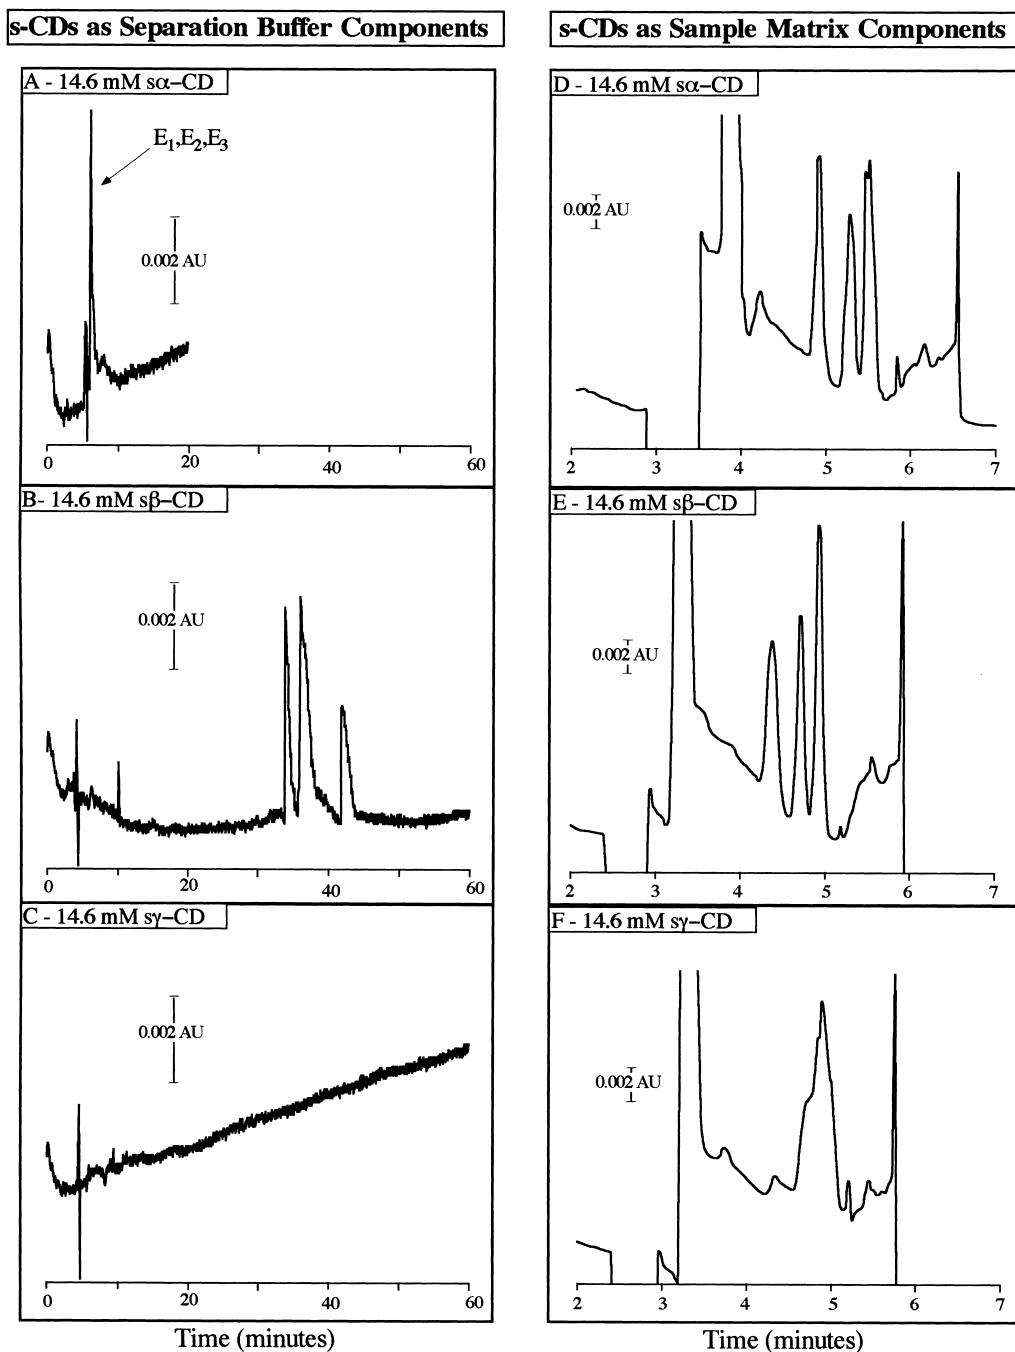 s-CDs as Separation Buffer Components
A - 14.6 mM sα-CD
E₁,E₂,E₃
0.002 AU
0 20 40 60
B- 14.6 mM sβ-CD
0.002 AU
0 20 40 60
C - 14.6 mM sγ-CD
0.002 AU
0 20 40 60
Time (minutes)
s-CDs as Sample Matrix Components
D - 14.6 mM sα-CD
0.002 AU
2 3 4 5 6 7
E - 14.6 mM sβ-CD
0.002 AU
2 3 4 5 6 7
F - 14.6 mM sγ-CD
0.002 AU
2 3 4 5 6 7
Time (minutes)